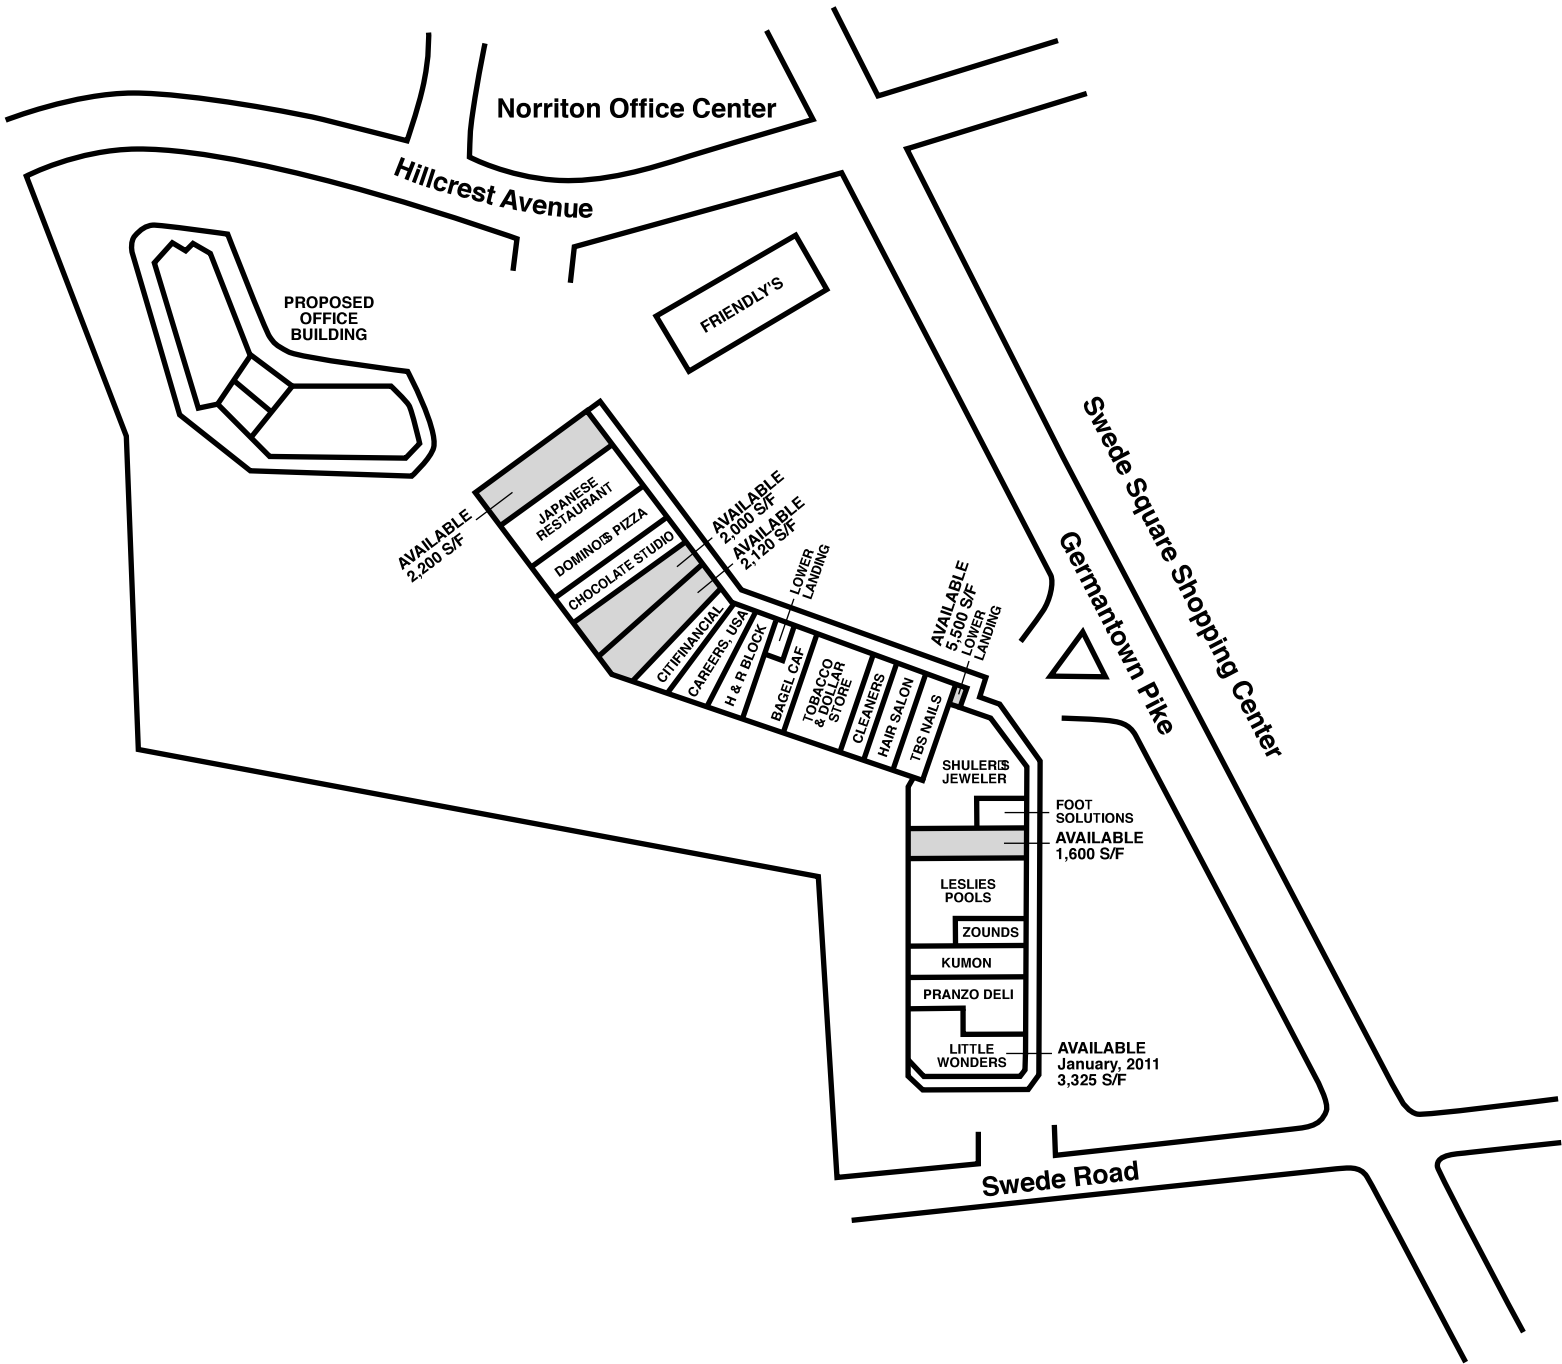 Norriton Office Center
Hillcrest Avenue
PROPOSED
OFFICE
BUILDING
FRIENDLY'S
Swede Square Shopping Center
Germantown Pike
AVAILABLE
2,200 S/F
JAPANESE
RESTAURANT
DOMINO'S PIZZA
CHOCOLATE STUDIO
AVAILABLE
2,000 S/F
AVAILABLE
2,120 S/F
CITIFINANCIAL
CAREERS, USA
H & R BLOCK
LOWER
LANDING
BAGEL CAF
TOBACCO
& DOLLAR
STORE
CLEANERS
HAIR SALON
TBS NAILS
AVAILABLE
5,500 S/F
LOWER
LANDING
SHULER'S
JEWELER
FOOT
SOLUTIONS
AVAILABLE
1,600 S/F
LESLIES
POOLS
ZOUNDS
KUMON
PRANZO DELI
LITTLE
WONDERS
AVAILABLE
January, 2011
3,325 S/F
Swede Road